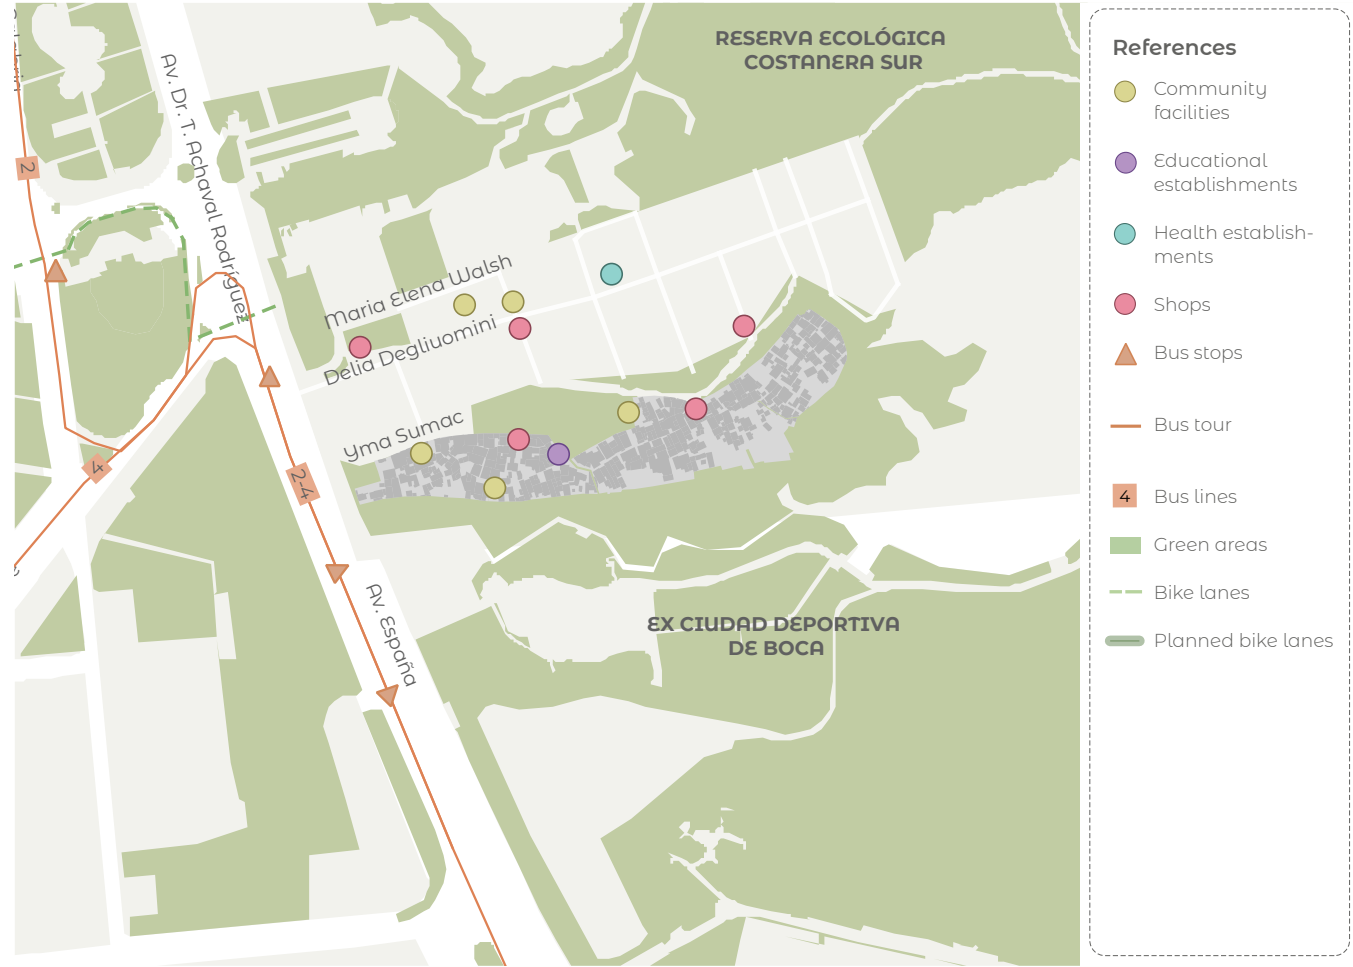 RESERVA ECOLÓGICA
COSTANERA SUR
Av. Dr. T. Achaval Rodríguez
2
Maria Elena Walsh
Delia Degliuomini
Yma Sumac
4
2-4
Av. España
EX CIUDAD DEPORTIVA
DE BOCA
References
Community
facilities
Educational
establishments
Health establish-
ments
Shops
Bus stops
Bus tour
4
Bus lines
Green areas
Bike lanes
Planned bike lanes